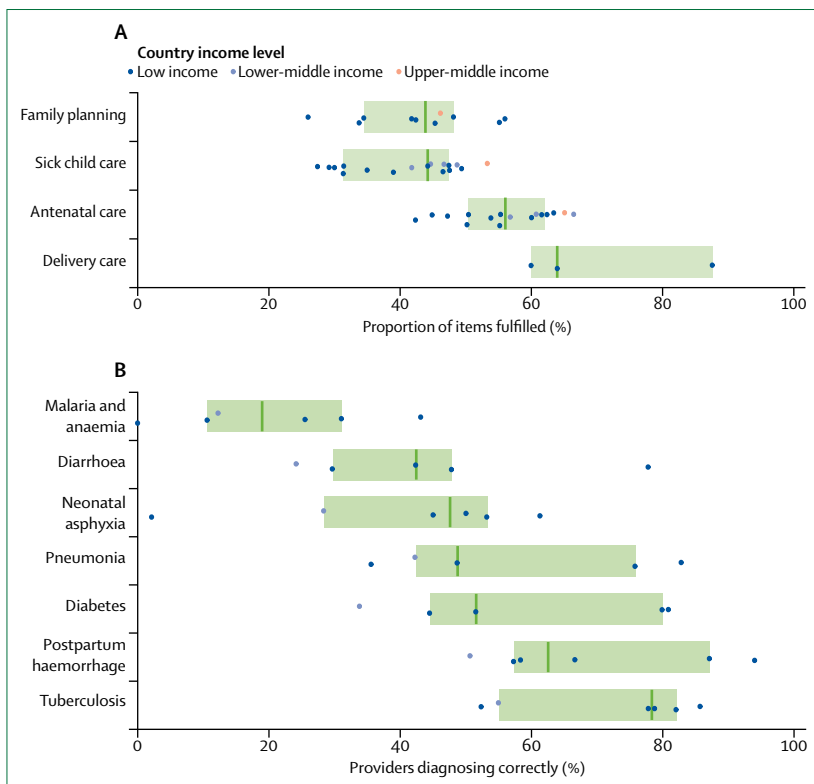 A
Country income level
Low income Lower-middle income Upper-middle income
Family planning
Sick child care
Antenatal care
Delivery care
0 20 40 60 80 100
Proportion of items fulfilled (%)
B
Malaria and
anaemia
Diarrhoea
Neonatal
asphyxia
Pneumonia
Diabetes
Postpartum
haemorrhage
Tuberculosis
0 20 40 60 80 100
Providers diagnosing correctly (%)